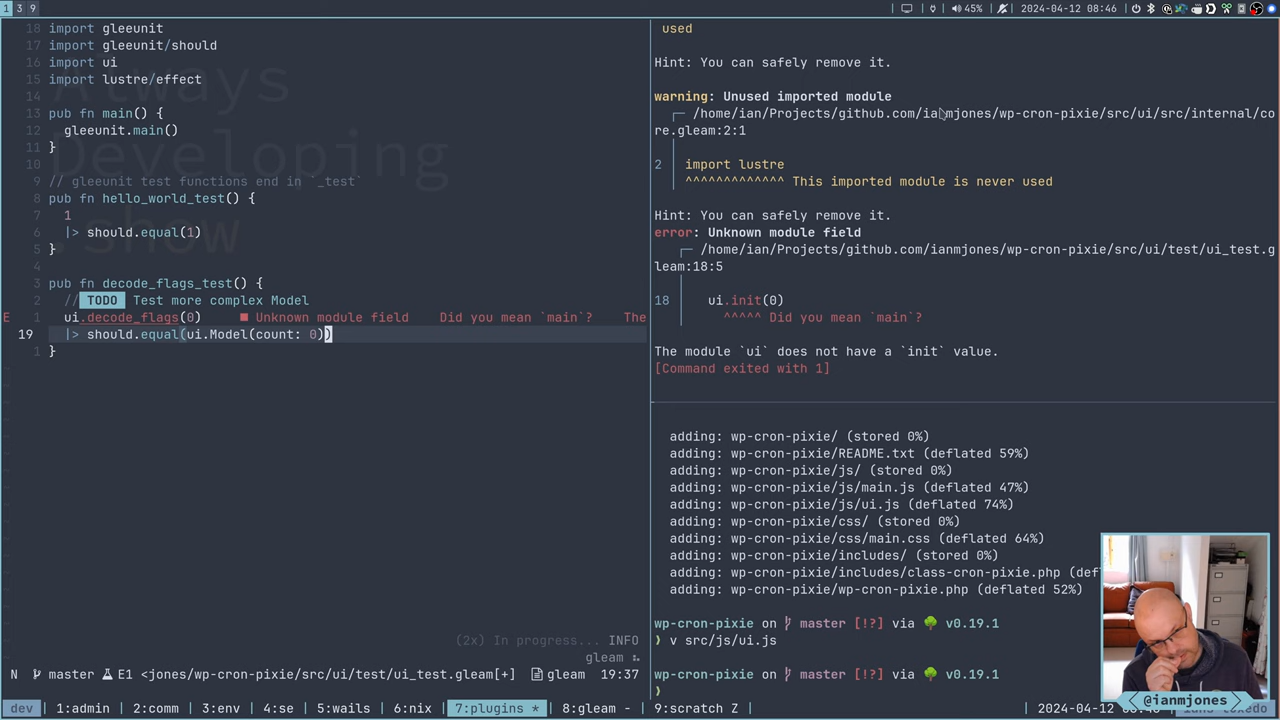 1 3 9
45%
2024-04-12 08:46
18 import gleeunit
17 import gleeunit/should
16 import ui
15 import lustre/effect
14
13 pub fn main() {
12 gleeunit.main()
11 }
10
9 // gleeunit test functions end in `_test`
8 pub fn hello_world_test() {
7 1
6 |> should.equal(1)
5 }
4
3 pub fn decode_flags_test() {
2 // TODO Test more complex Model
E 1 ui.decode_flags(0) ■ Unknown module field Did you mean `main`? The
19 |> should.equal(ui.Model(count: 0))
1 }
Always
Developing
.show
(2x) In progress... INFO
gleam
N master E1 <jones/wp-cron-pixie/src/ui/test/ui_test.gleam[+] gleam 19:37
used
Hint: You can safely remove it.
warning: Unused imported module
/home/ian/Projects/github.com/ianmjones/wp-cron-pixie/src/ui/src/internal/co
re.gleam:2:1
2 import lustre
^^^^^^^^^^^^^ This imported module is never used
Hint: You can safely remove it.
error: Unknown module field
/home/ian/Projects/github.com/ianmjones/wp-cron-pixie/src/ui/test/ui_test.g
leam:18:5
18 ui.init(0)
^^^^^ Did you mean `main`?
The module `ui` does not have a `init` value.
[Command exited with 1]
adding: wp-cron-pixie/ (stored 0%)
adding: wp-cron-pixie/README.txt (deflated 59%)
adding: wp-cron-pixie/js/ (stored 0%)
adding: wp-cron-pixie/js/main.js (deflated 47%)
adding: wp-cron-pixie/js/ui.js (deflated 74%)
adding: wp-cron-pixie/css/ (stored 0%)
adding: wp-cron-pixie/css/main.css (deflated 64%)
adding: wp-cron-pixie/includes/ (stored 0%)
adding: wp-cron-pixie/includes/class-cron-pixie.php (def
adding: wp-cron-pixie/wp-cron-pixie.php (deflated 52%)
wp-cron-pixie on master [!?] via v0.19.1
❯ v src/js/ui.js
wp-cron-pixie on master [!?] via v0.19.1
❯
@ianmjones
dev 1:admin 2:comm 3:env 4:se 5:wails 6:nix 7:plugins * 8:gleam - 9:scratch Z 2024-04-12